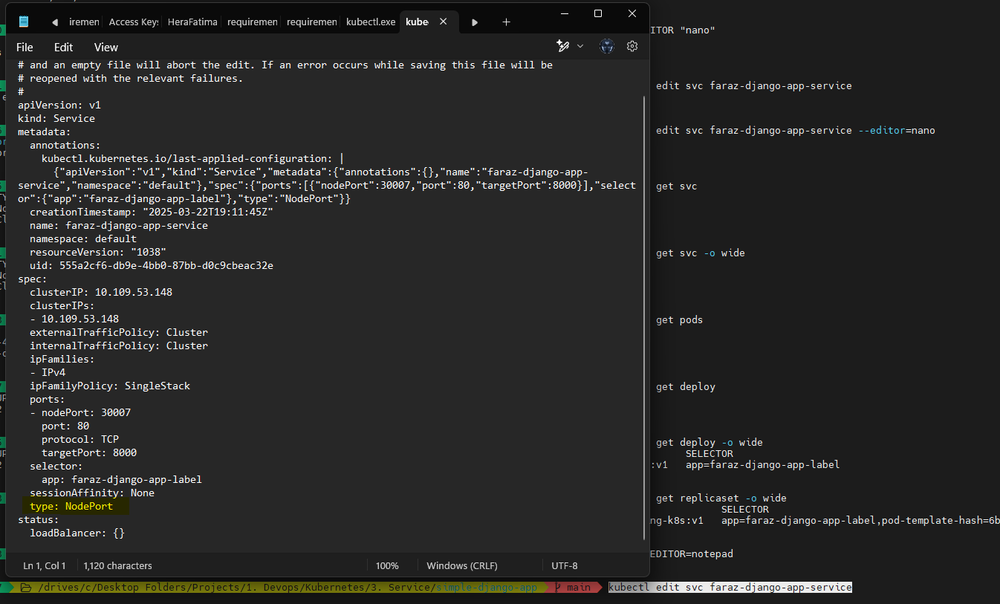 iremen Access Key: HeraFatima requiremen requiremen kubectl.exe kube
File Edit View
# and an empty file will abort the edit. If an error occurs while saving this file will be
# reopened with the relevant failures.
#
apiVersion: v1
kind: Service
metadata:
  annotations:
    kubectl.kubernetes.io/last-applied-configuration: |
      {"apiVersion":"v1","kind":"Service","metadata":{"annotations":{},"name":"faraz-django-app-
service","namespace":"default"},"spec":{"ports":[{"nodePort":30007,"port":80,"targetPort":8000}],"select
or":{"app":"faraz-django-app-label"},"type":"NodePort"}}
  creationTimestamp: "2025-03-22T19:11:45Z"
  name: faraz-django-app-service
  namespace: default
  resourceVersion: "1038"
  uid: 555a2cf6-db9e-4bb0-87bb-d0c9cbeac32e
spec:
  clusterIP: 10.109.53.148
  clusterIPs:
  - 10.109.53.148
  externalTrafficPolicy: Cluster
  internalTrafficPolicy: Cluster
  ipFamilies:
  - IPv4
  ipFamilyPolicy: SingleStack
  ports:
  - nodePort: 30007
    port: 80
    protocol: TCP
    targetPort: 8000
  selector:
    app: faraz-django-app-label
  sessionAffinity: None
  type: NodePort
status:
  loadBalancer: {}
Ln 1, Col 1 1,120 characters 100% Windows (CRLF) UTF-8
ITOR "nano"
edit svc faraz-django-app-service
edit svc faraz-django-app-service --editor=nano
get svc
get svc -o wide
get pods
get deploy
get deploy -o wide
SELECTOR
:v1 app=faraz-django-app-label
get replicaset -o wide
SELECTOR
ng-k8s:v1 app=faraz-django-app-label,pod-template-hash=6b
EDITOR=notepad
/drives/c/Desktop Folders/Projects/1. Devops/Kubernetes/3. Service/simple-django-app main kubectl edit svc faraz-django-app-service